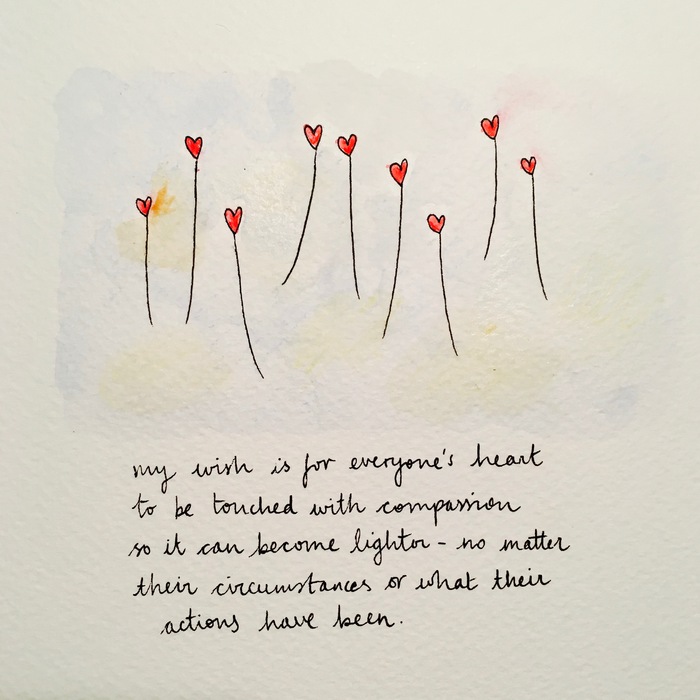 my wish is for everyone's heart
to be touched with compassion
so it can become lighter - no matter
their circumstances or what their
actions have been.